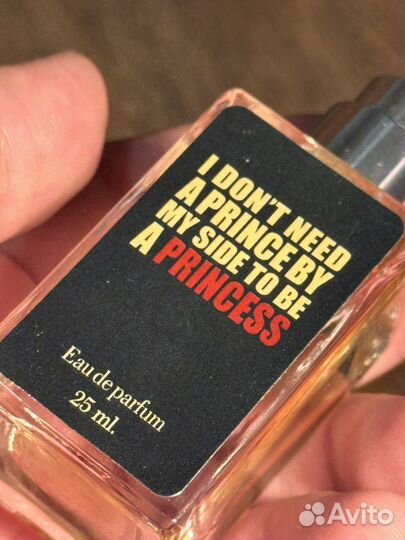 I DON'T NEED
A PRINCE BY
MY SIDE TO BE
A PRINCESS
Eau de parfum
25 ml.
Avito